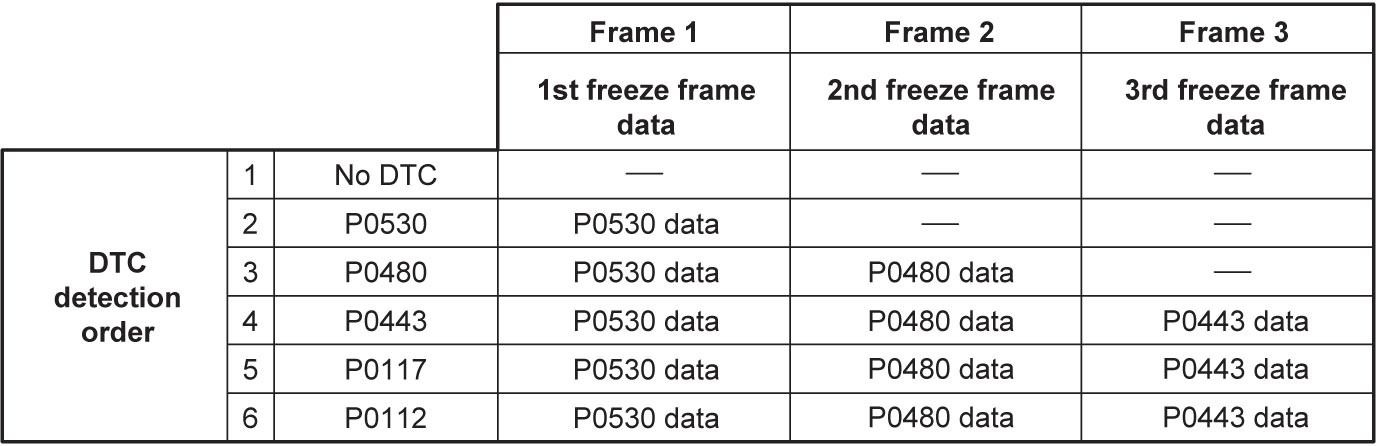 Frame 1 Frame 2 Frame 3
1st freeze frame data 2nd freeze frame data 3rd freeze frame data
DTC detection order
1 No DTC — — —
2 P0530 P0530 data — —
3 P0480 P0530 data P0480 data —
4 P0443 P0530 data P0480 data P0443 data
5 P0117 P0530 data P0480 data P0443 data
6 P0112 P0530 data P0480 data P0443 data